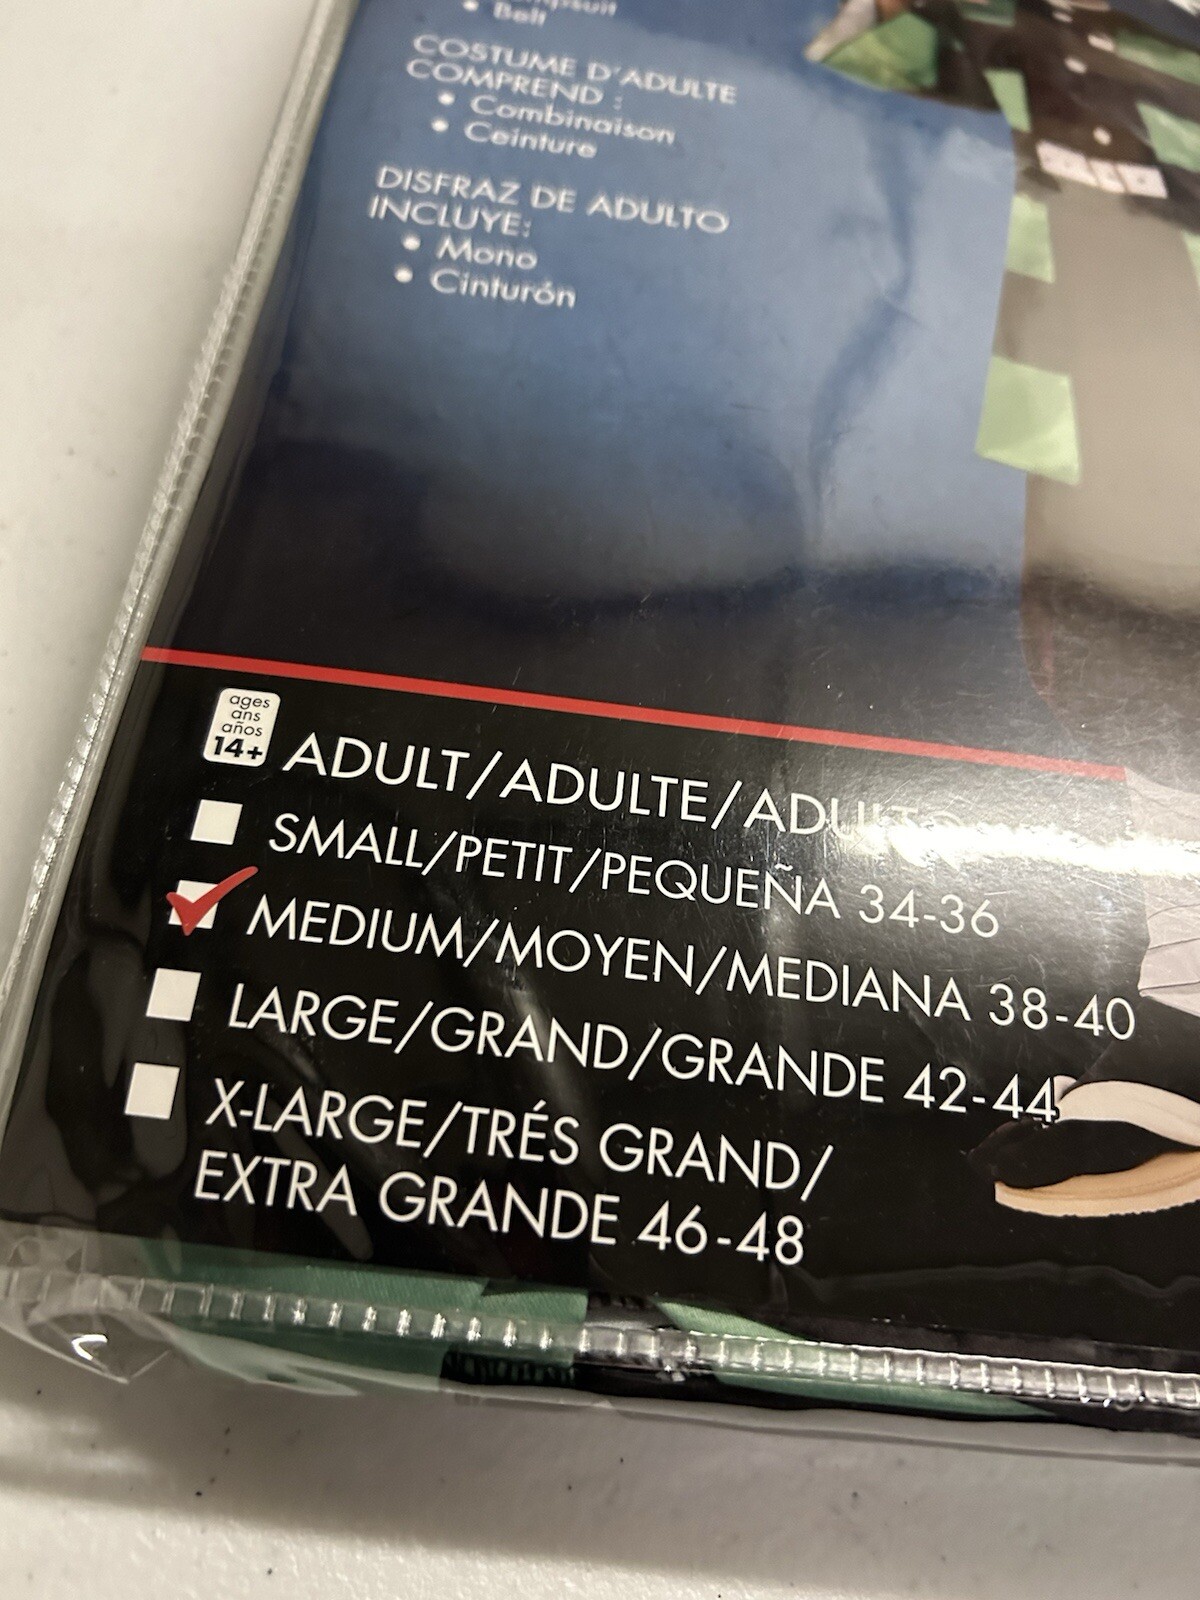 • Belt
COSTUME D'ADULTE
COMPREND :
• Combinaison
• Ceinture
DISFRAZ DE ADULTO
INCLUYE:
• Mono
• Cinturón
ages
ans
años
14+
ADULT/ADULTE/ADULTO
SMALL/PETIT/PEQUEÑA 34-36
MEDIUM/MOYEN/MEDIANA 38-40
LARGE/GRAND/GRANDE 42-44
X-LARGE/TRÉS GRAND/
EXTRA GRANDE 46-48